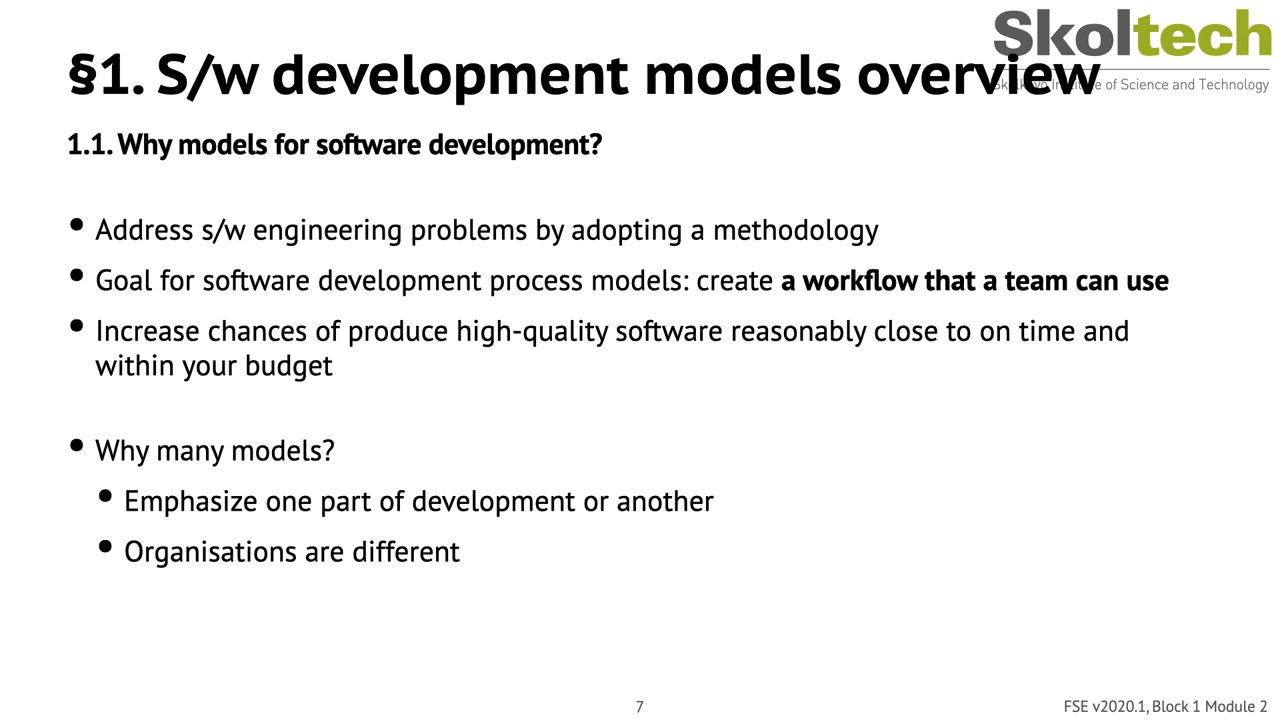 Skoltech
§1. S/w development models overview
of Science and Technology
1.1. Why models for software development?
• Address s/w engineering problems by adopting a methodology
• Goal for software development process models: create a workflow that a team can use
• Increase chances of produce high-quality software reasonably close to on time and
within your budget
• Why many models?
• Emphasize one part of development or another
• Organisations are different
7
FSE v2020.1, Block 1 Module 2